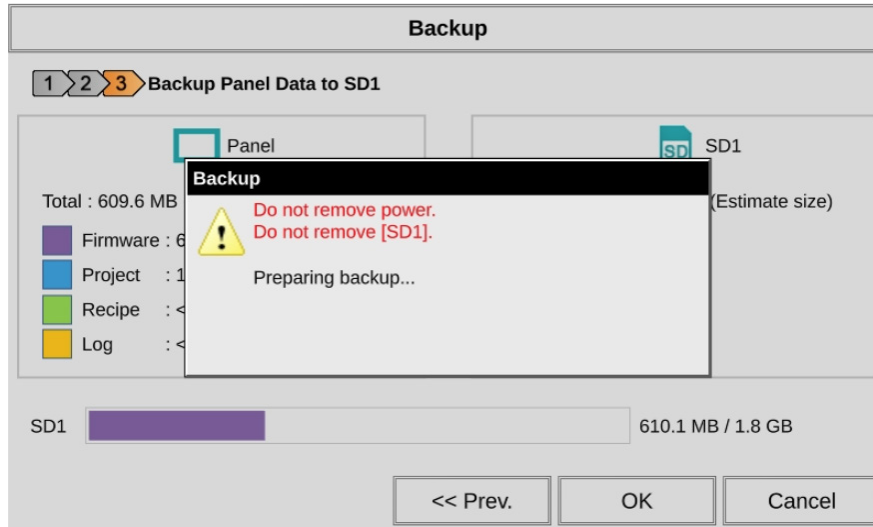 Backup
1 2 3 Backup Panel Data to SD1
Panel
SD SD1
Total : 609.6 MB
(Estimate size)
Firmware : 6
Project : 1
Recipe : <
Log : <
Backup
Do not remove power.
Do not remove [SD1].
Preparing backup...
SD1
610.1 MB / 1.8 GB
<< Prev.
OK
Cancel